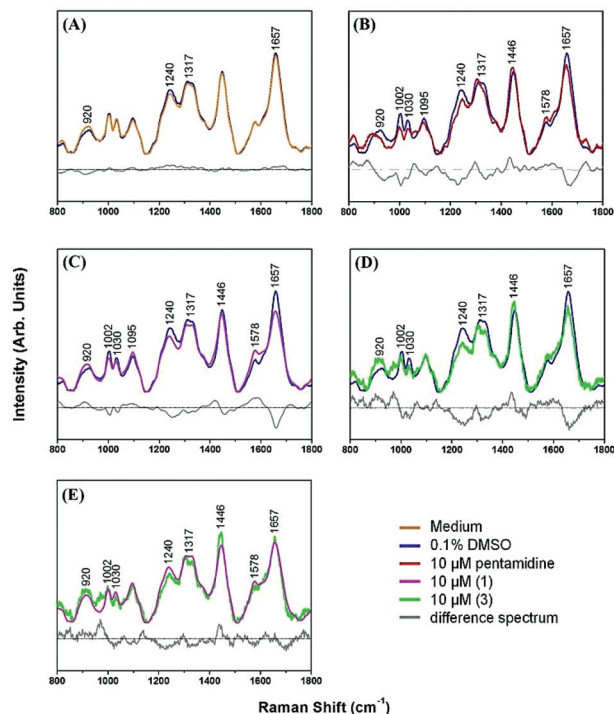 (A)
920
1240
1317
1657
800 1000 1200 1400 1600 1800
(B)
920
1002
1030
1095
1240
1317
1446
1578
1657
800 1000 1200 1400 1600 1800
(C)
920
1002
1030
1095
1240
1317
1446
1578
1657
800 1000 1200 1400 1600 1800
(D)
920
1002
1030
1240
1317
1446
1657
800 1000 1200 1400 1600 1800
(E)
920
1002
1030
1240
1317
1446
1578
1657
800 1000 1200 1400 1600 1800
Intensity (Arb. Units)
Medium
0.1% DMSO
10 µM pentamidine
10 µM (1)
10 µM (3)
difference spectrum
Raman Shift (cm⁻¹)